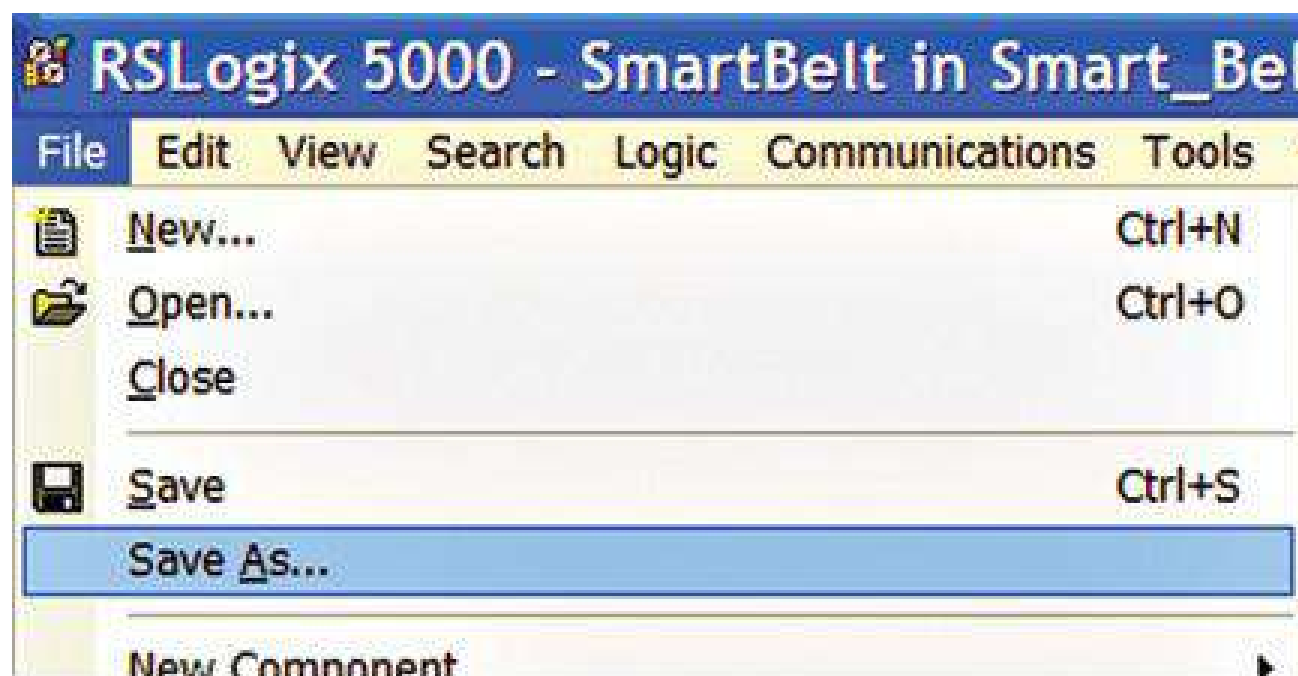 RSLogix 5000 - SmartBelt in Smart_Bel
File Edit View Search Logic Communications Tools
New... Ctrl+N
Open... Ctrl+O
Close
Save Ctrl+S
Save As...
New Component